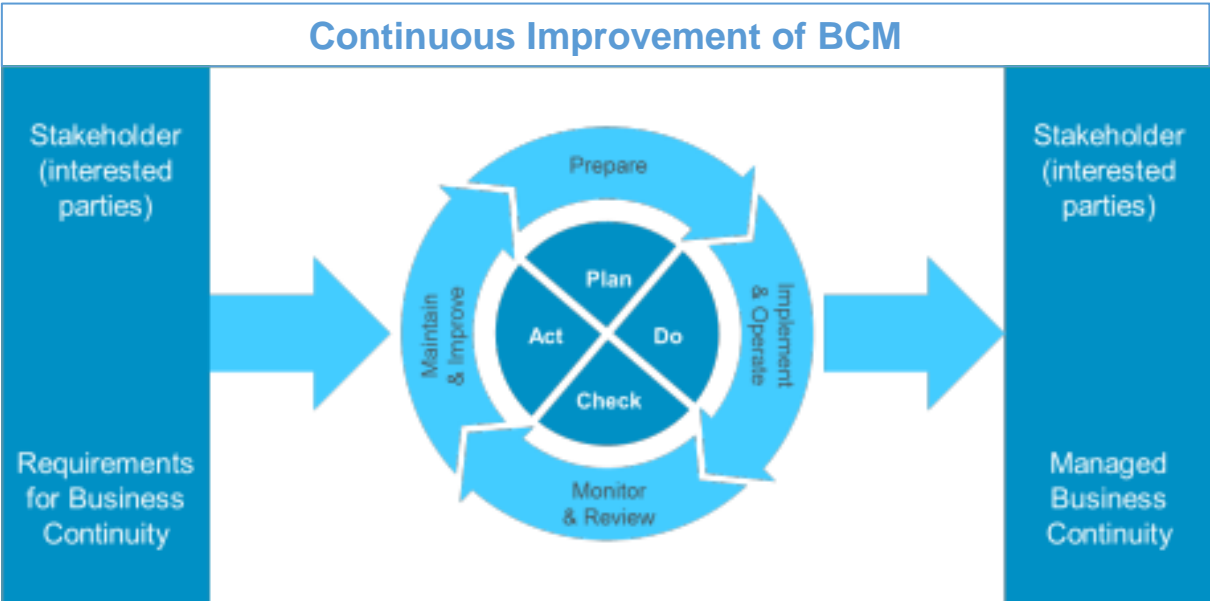 Continuous Improvement of BCM
Stakeholder
(interested
parties)
Requirements
for Business
Continuity
Prepare
Implement
& Operate
Monitor
& Review
Maintain
& Improve
Plan
Do
Check
Act
Stakeholder
(interested
parties)
Managed
Business
Continuity